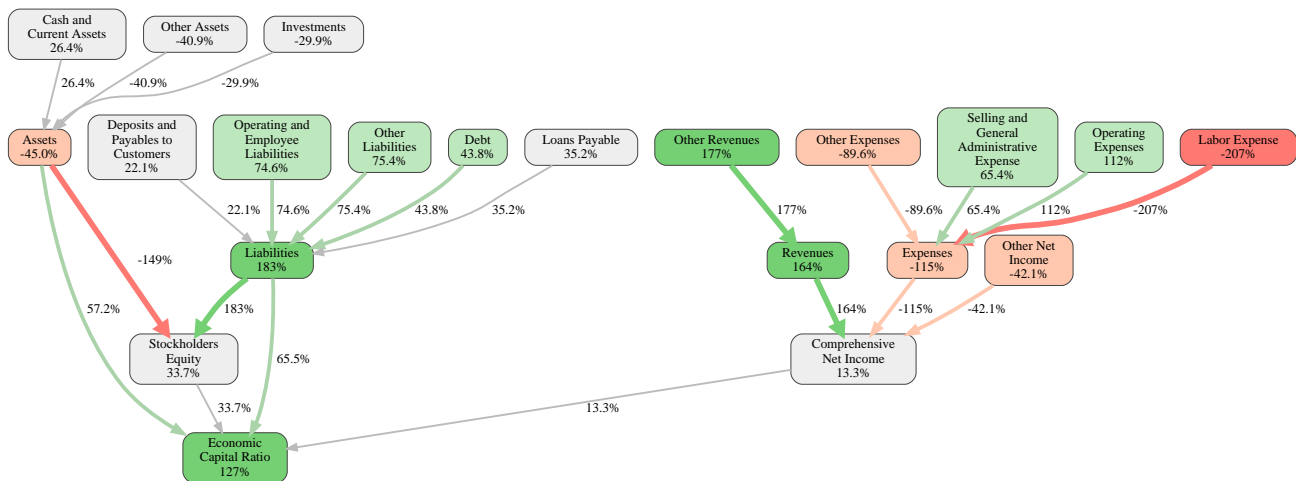 Cash and
Current Assets
26.4%
Other Assets
-40.9%
Investments
-29.9%
26.4%
-40.9%
-29.9%
Assets
-45.0%
Deposits and
Payables to
Customers
22.1%
Operating and
Employee
Liabilities
74.6%
Other
Liabilities
75.4%
Debt
43.8%
Loans Payable
35.2%
Other Revenues
177%
Other Expenses
-89.6%
Selling and
General
Administrative
Expense
65.4%
Operating
Expenses
112%
Labor Expense
-207%
22.1%
74.6%
75.4%
43.8%
35.2%
177%
-89.6%
65.4%
112%
-207%
Liabilities
183%
Revenues
164%
Expenses
-115%
Other Net
Income
-42.1%
-149%
57.2%
183%
65.5%
164%
-115%
-42.1%
Stockholders
Equity
33.7%
Comprehensive
Net Income
13.3%
33.7%
13.3%
Economic
Capital Ratio
127%